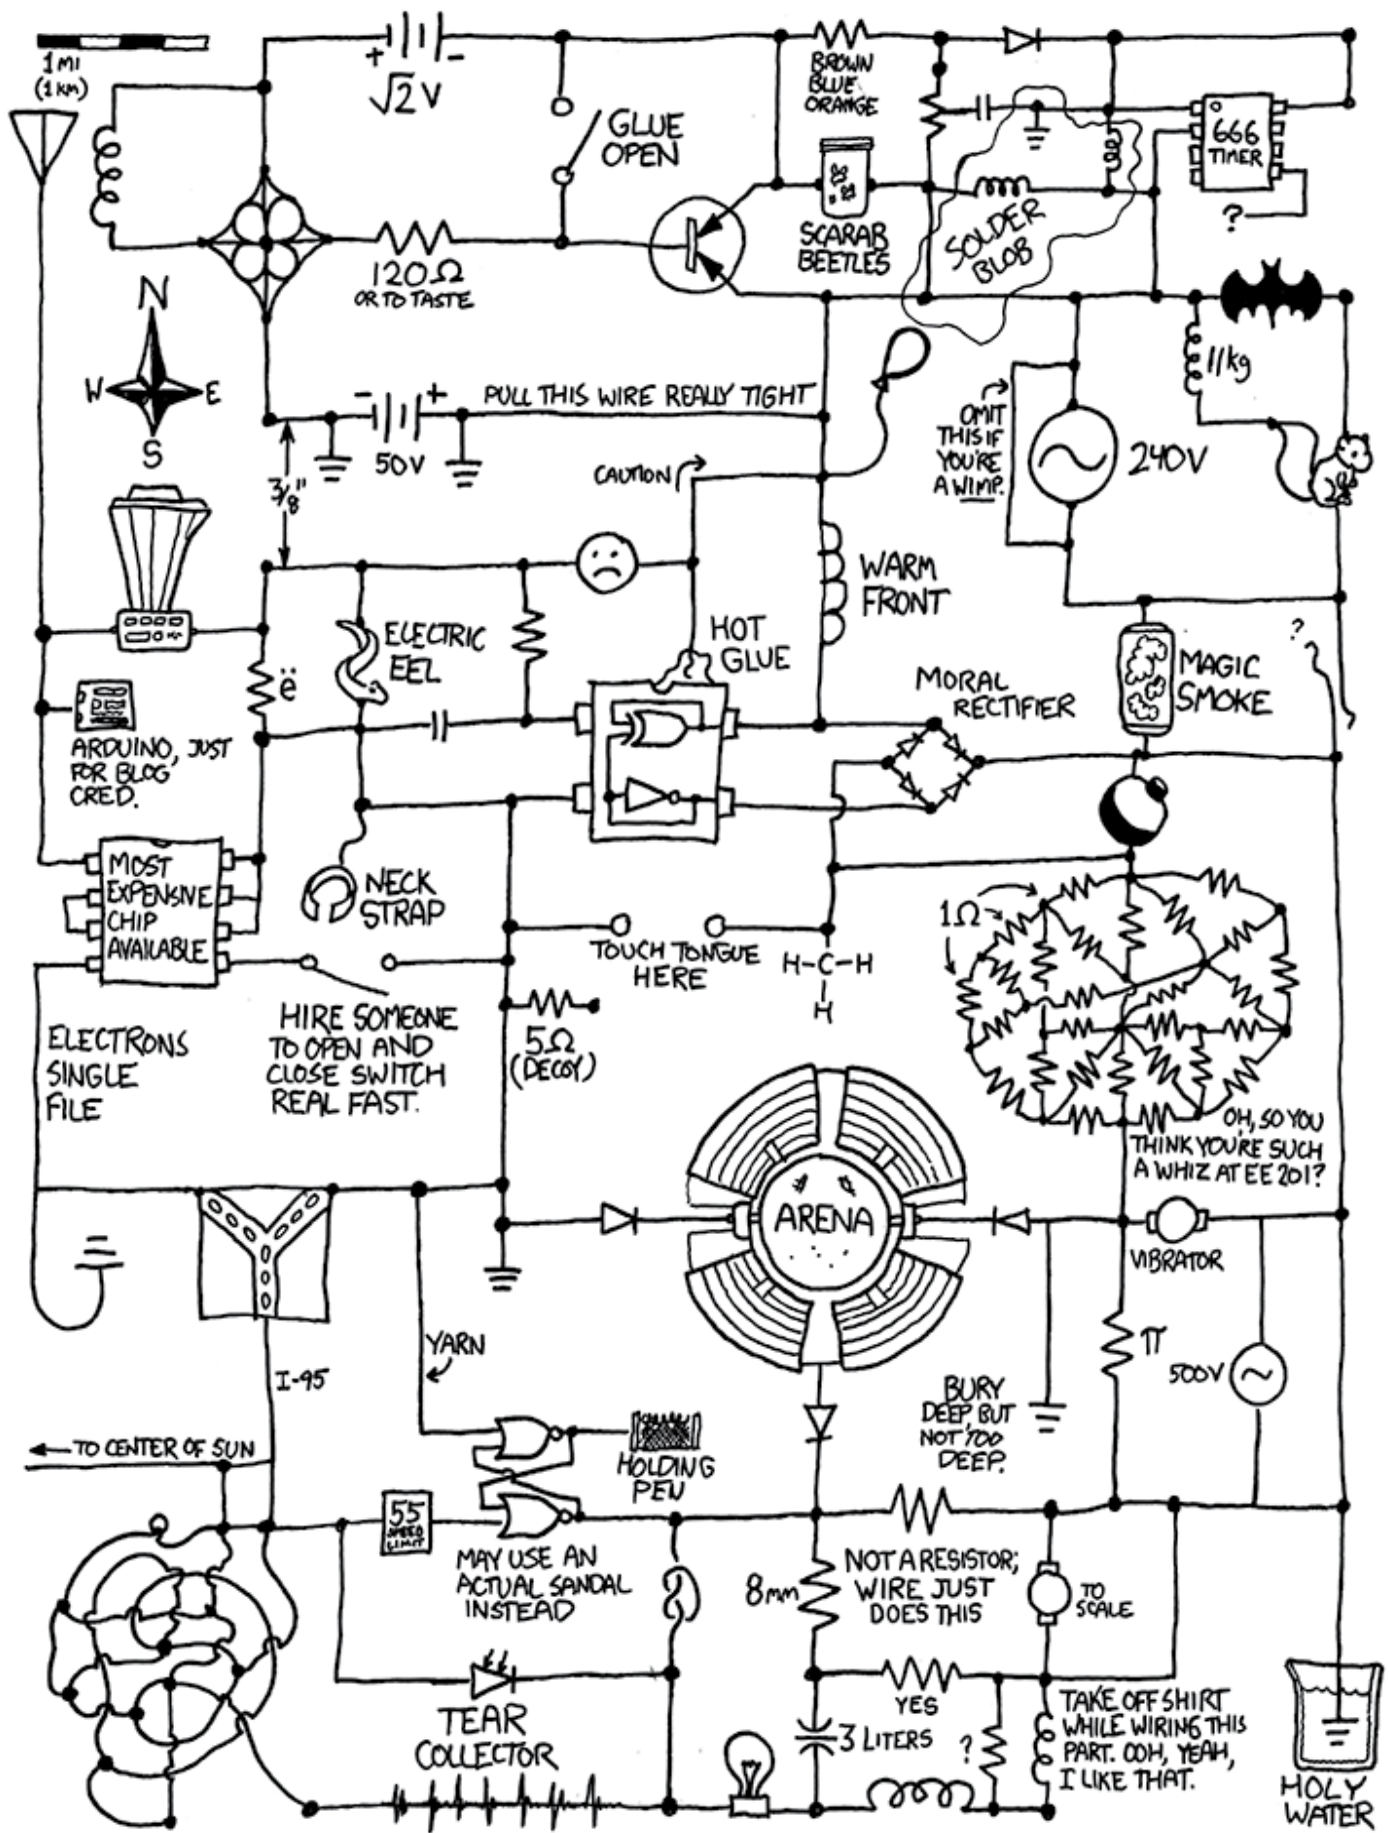 1 MI
(1 KM)
+
-
√2 V
GLUE
OPEN
BROWN
BLUE
ORANGE
666
TIMER
?
SCARAB
BEETLES
SOLDER
BLOB
120Ω
OR TO TASTE
N
W
E
S
-
+
50V
PULL THIS WIRE REALLY TIGHT
3/8"
CAUTION
OMIT
THIS IF
YOU'RE
A WIMP.
240V
11kg
ELECTRIC
EEL
ë
HOT
GLUE
WARM
FRONT
MORAL
RECTIFIER
MAGIC
SMOKE
?
ARDUINO, JUST
FOR BLOG
CRED.
MOST
EXPENSIVE
CHIP
AVAILABLE
NECK
STRAP
TOUCH TONGUE
HERE
H-C-H
H
1Ω
ELECTRONS
SINGLE
FILE
HIRE SOMEONE
TO OPEN AND
CLOSE SWITCH
REAL FAST.
5Ω
(DECOY)
OH, SO YOU
THINK YOU'RE SUCH
A WHIZ AT EE 201?
ARENA
VIBRATOR
π
500V
YARN
I-95
BURY
DEEP, BUT
NOT TOO
DEEP.
TO CENTER OF SUN
HOLDING
PEN
55
SPEED
LIMIT
MAY USE AN
ACTUAL SANDAL
INSTEAD
8mm
NOT A RESISTOR;
WIRE JUST
DOES THIS
TO
SCALE
TEAR
COLLECTOR
YES
3 LITERS
?
TAKE OFF SHIRT
WHILE WIRING THIS
PART. OOH, YEAH,
I LIKE THAT.
HOLY
WATER